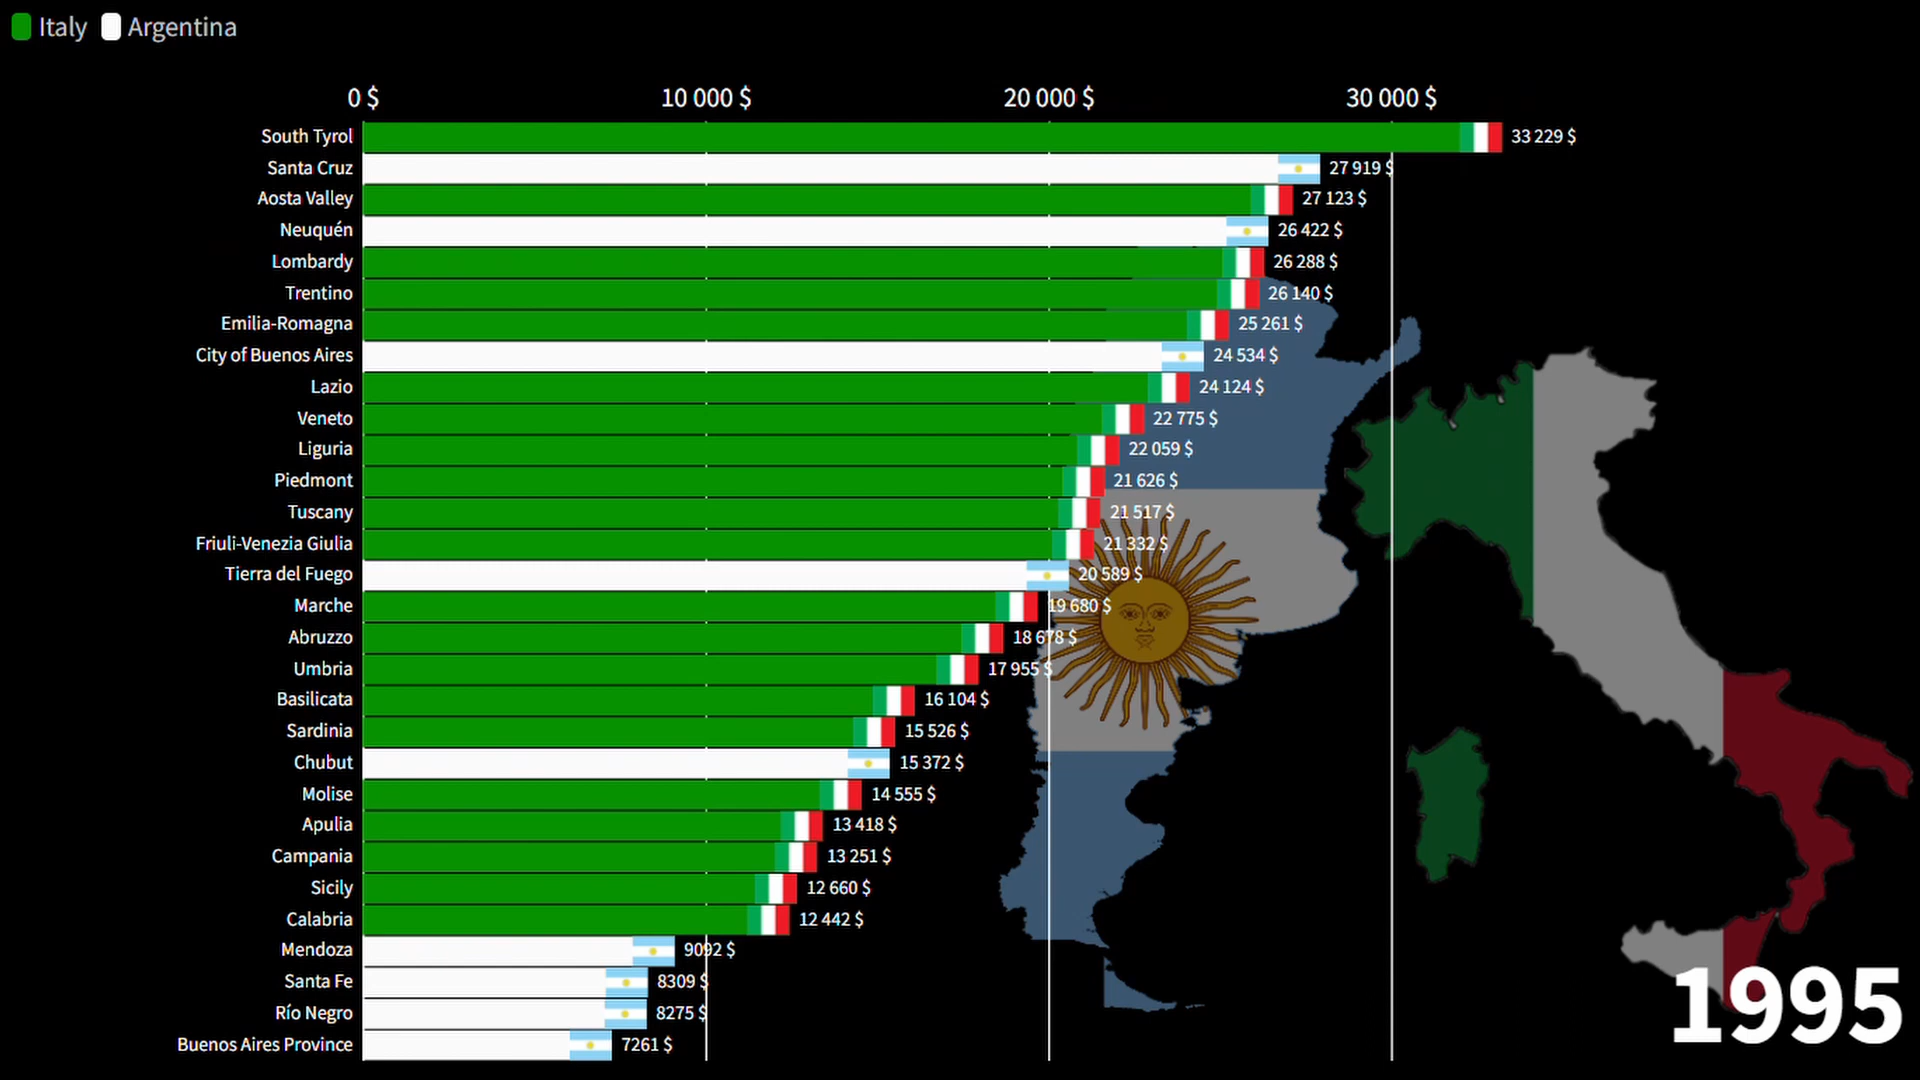 Italy Argentina
0 $ 10 000 $ 20 000 $ 30 000 $
South Tyrol 33 229 $
Santa Cruz 27 919 $
Aosta Valley 27 123 $
Neuquén 26 422 $
Lombardy 26 288 $
Trentino 26 140 $
Emilia-Romagna 25 261 $
City of Buenos Aires 24 534 $
Lazio 24 124 $
Veneto 22 775 $
Liguria 22 059 $
Piedmont 21 626 $
Tuscany 21 517 $
Friuli-Venezia Giulia 21 332 $
Tierra del Fuego 20 589 $
Marche 19 680 $
Abruzzo 18 678 $
Umbria 17 955 $
Basilicata 16 104 $
Sardinia 15 526 $
Chubut 15 372 $
Molise 14 555 $
Apulia 13 418 $
Campania 13 251 $
Sicily 12 660 $
Calabria 12 442 $
Mendoza 9092 $
Santa Fe 8309 $
Río Negro 8275 $
Buenos Aires Province 7261 $
1995